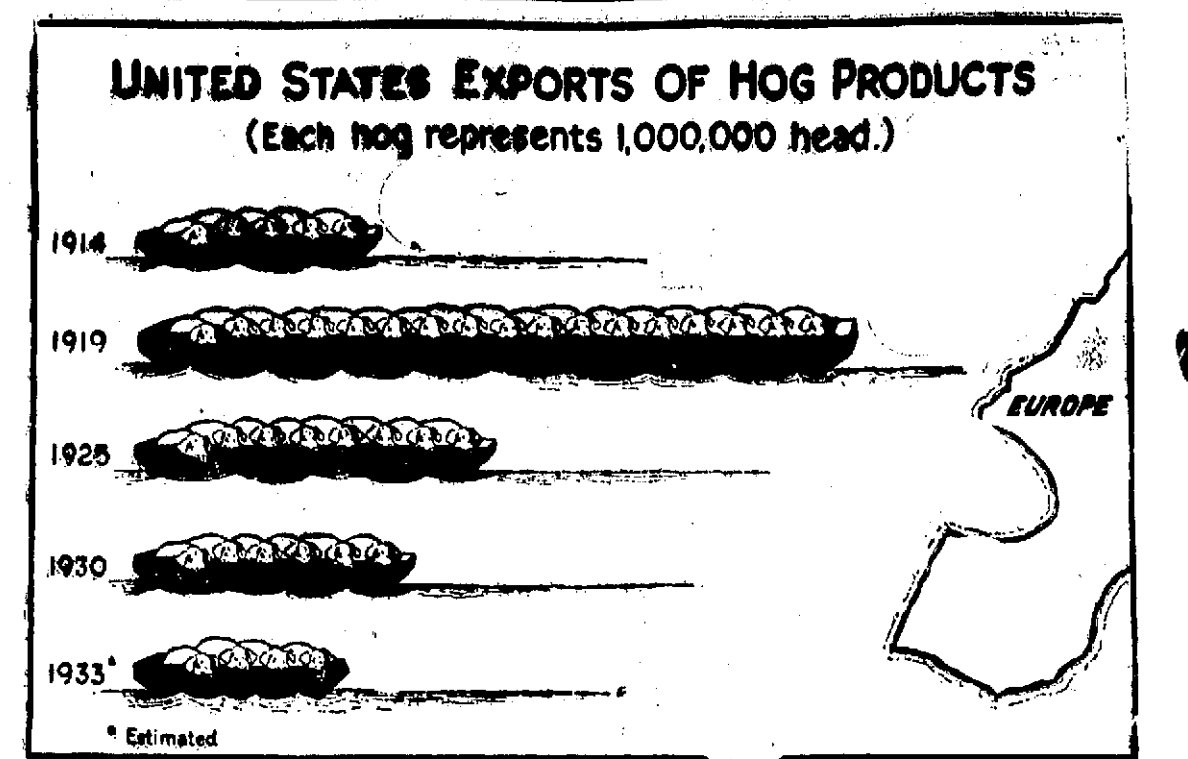 UNITED STATES EXPORTS OF HOG PRODUCTS
(Each hog represents 1,000,000 head.)
1914
1919
EUROPE
1925
1930
1933*
* Estimated